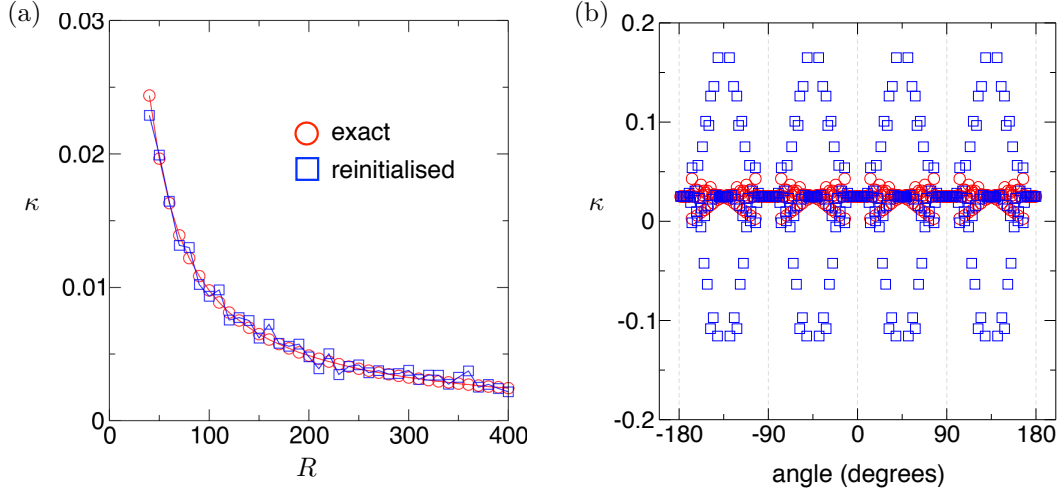 (a)
0.03
0.02
κ
0.01
0
0
100
200
300
400
R
exact
reinitialised
(b)
0.2
0.1
κ
0
-0.1
-0.2
-180
-90
0
90
180
angle (degrees)